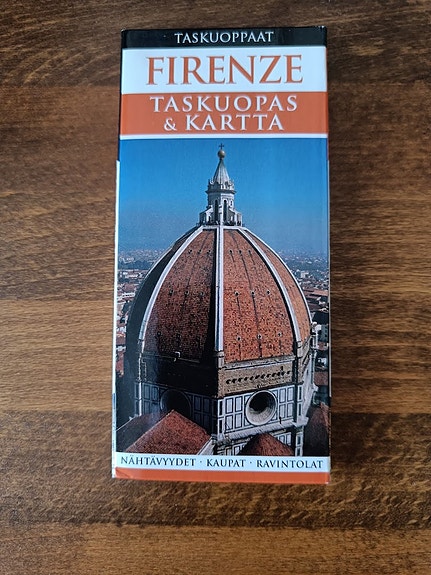 TASKUOPPAAT
FIRENZE
TASKUOPAS
& KARTTA
NÄHTÄVYYDET · KAUPAT · RAVINTOLAT